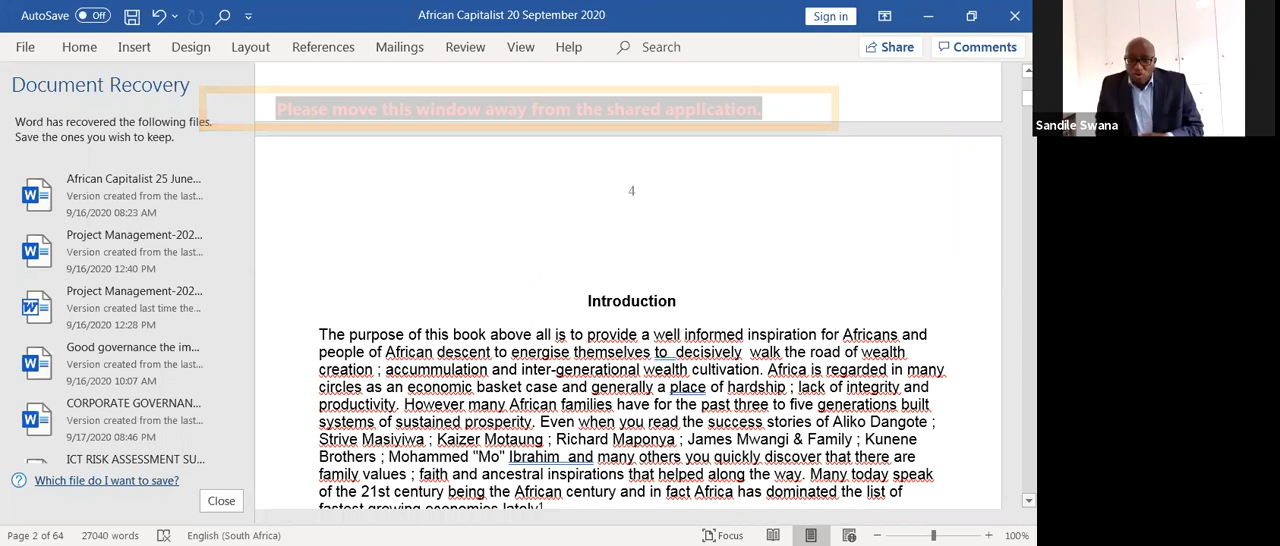 AutoSave Off African Capitalist 20 September 2020 Sign in
File Home Insert Design Layout References Mailings Review View Help Search Share Comments
Document Recovery
Word has recovered the following files.
Save the ones you wish to keep.
African Capitalist 25 June...
Version created from the last...
9/16/2020 08:23 AM
Project Management-202...
Version created from the last...
9/16/2020 12:40 PM
Project Management-202...
Version created last time the...
9/16/2020 12:28 PM
Good governance the im...
Version created from the last...
9/16/2020 10:07 AM
CORPORATE GOVERNAN...
Version created from the last...
9/17/2020 08:46 PM
ICT RISK ASSESSMENT SU...
Which file do I want to save?
Close
Please move this window away from the shared application.
4
Introduction
The purpose of this book above all is to provide a well informed inspiration for Africans and
people of African descent to energise themselves to decisively walk the road of wealth
creation ; accummulation and inter-generational wealth cultivation. Africa is regarded in many
circles as an economic basket case and generally a place of hardship ; lack of integrity and
productivity. However many African families have for the past three to five generations built
systems of sustained prosperity. Even when you read the success stories of Aliko Dangote ;
Strive Masiyiwa ; Kaizer Motaung ; Richard Maponya ; James Mwangi & Family ; Kunene
Brothers ; Mohammed "Mo" Ibrahim and many others you quickly discover that there are
family values ; faith and ancestral inspirations that helped along the way. Many today speak
of the 21st century being the African century and in fact Africa has dominated the list of
fastest growing economies lately1
Sandile Swana
Page 2 of 64 27040 words English (South Africa) Focus 100%